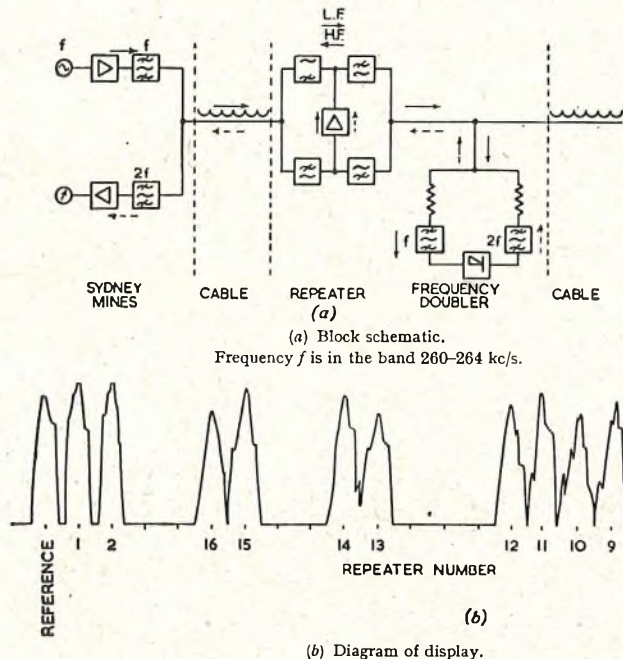 L.F.
H.F.
f
f
2f
f
2f
SYDNEY MINES
CABLE
REPEATER
FREQUENCY DOUBLER
CABLE
(a)
(a) Block schematic.
Frequency f is in the band 260–264 kc/s.
REFERENCE
1
2
16
15
14
13
12
11
10
9
REPEATER NUMBER
(b)
(b) Diagram of display.